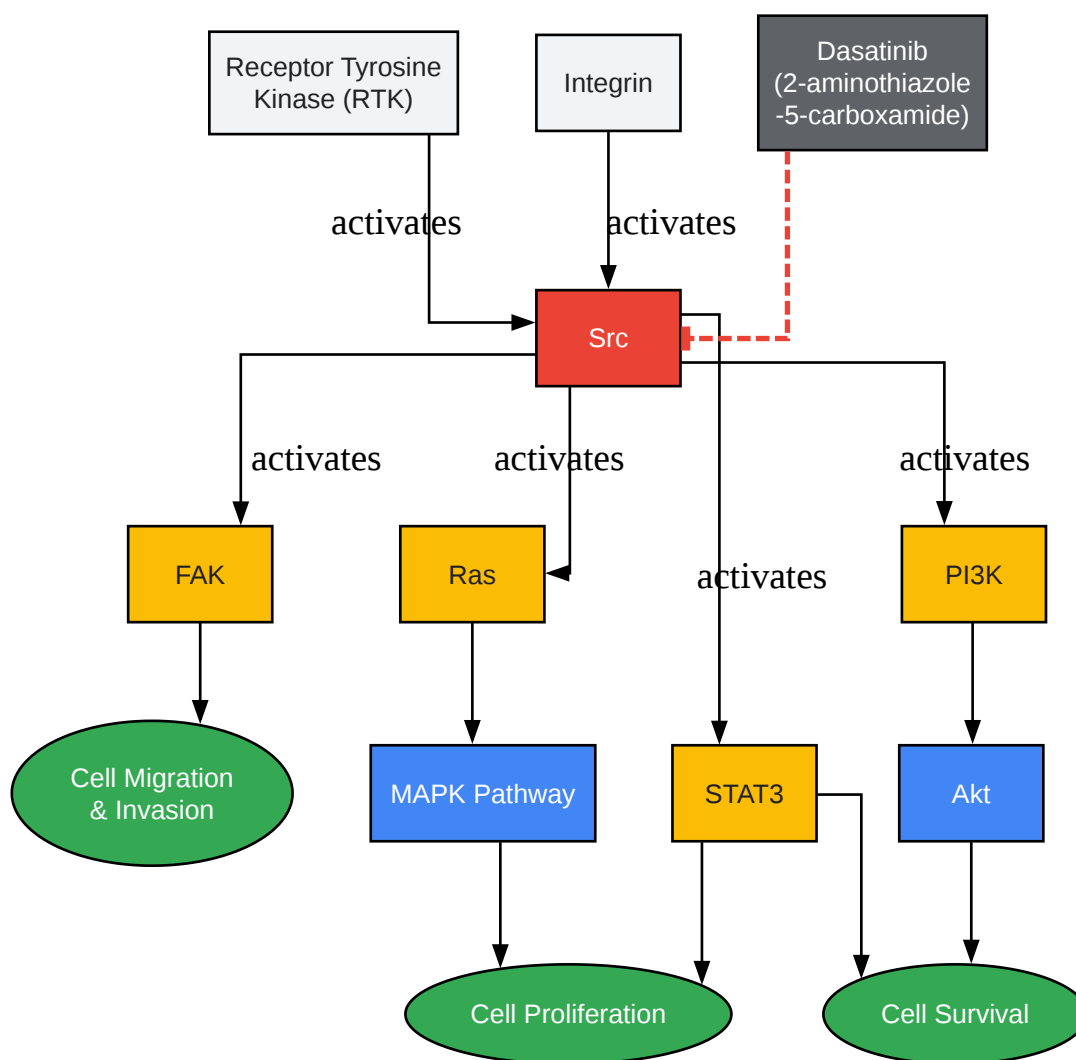 Receptor Tyrosine
Kinase (RTK)
Integrin
Dasatinib
(2-aminothiazole
-5-carboxamide)
activates
activates
Src
activates
activates
activates
FAK
Ras
activates
PI3K
Cell Migration
& Invasion
MAPK Pathway
STAT3
Akt
Cell Proliferation
Cell Survival